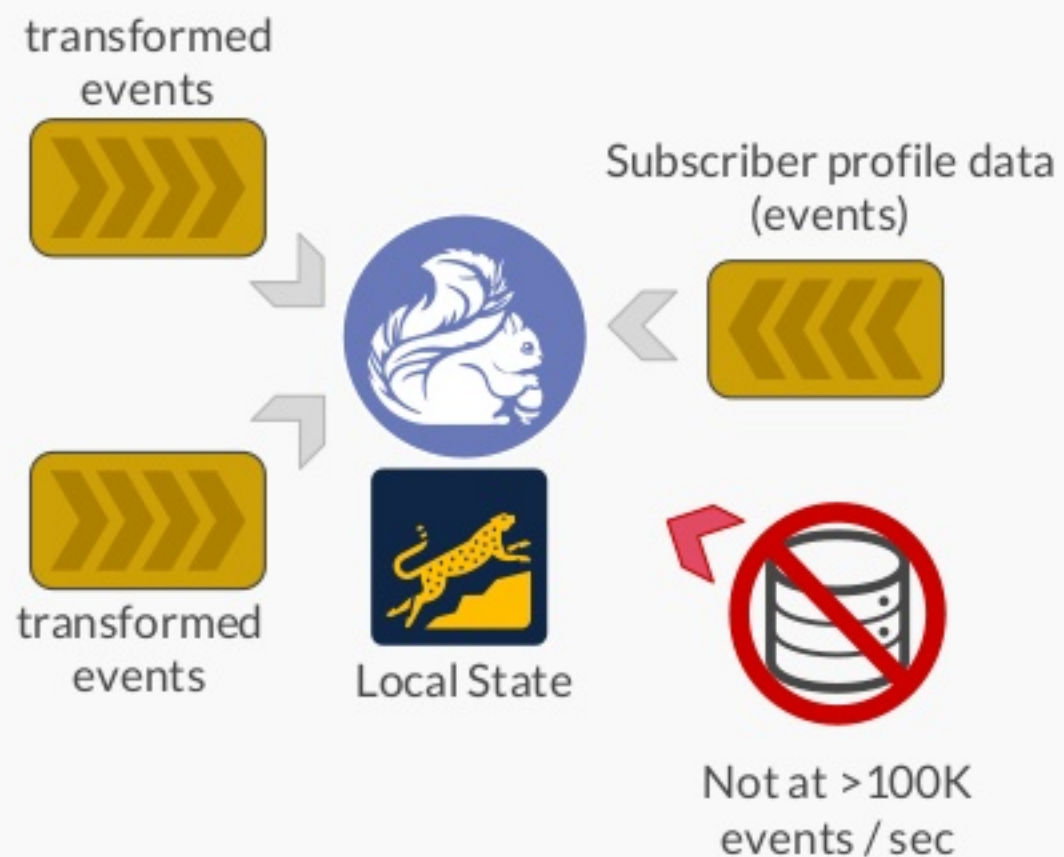 transformed
events
Subscriber profile data
(events)
transformed
events
Local State
Not at >100K
events / sec